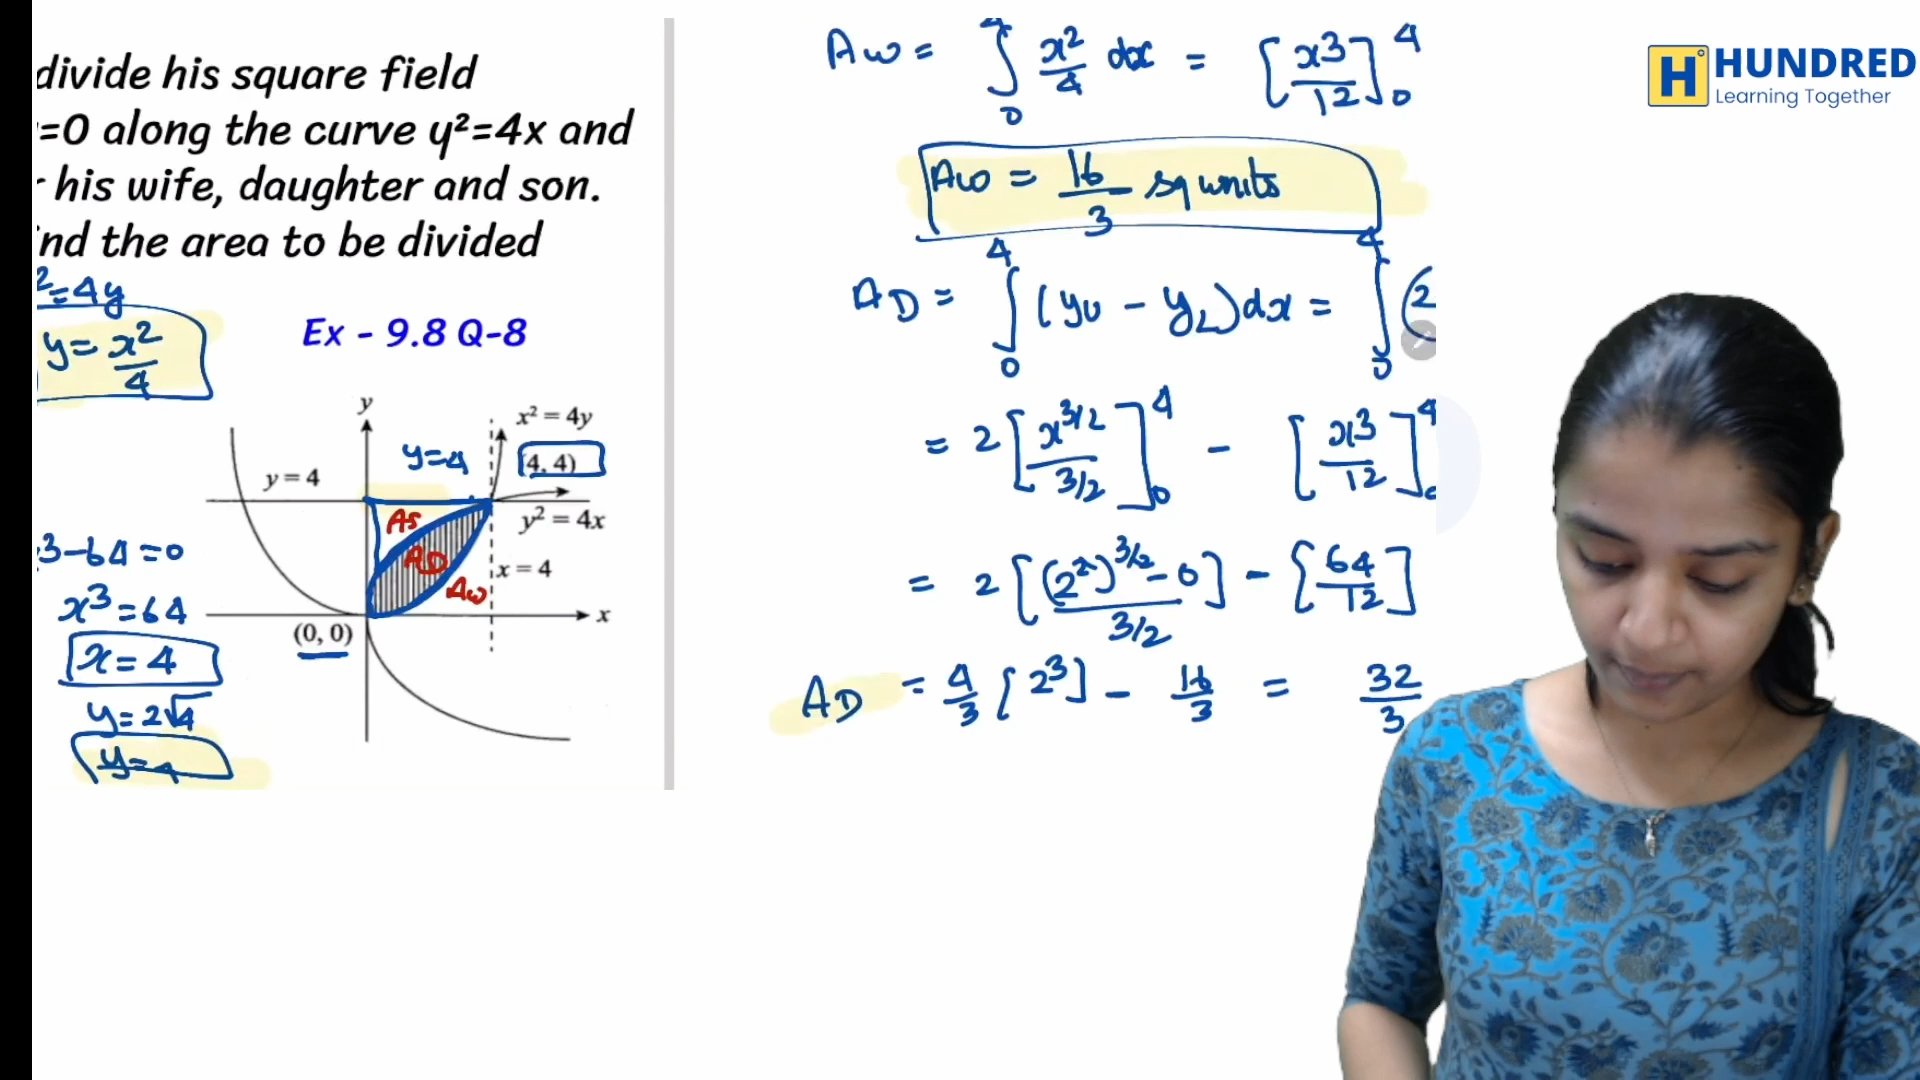 divide his square field
=0 along the curve y²=4x and
his wife, daughter and son.
nd the area to be divided
²=4y
y = x²/4
Ex - 9.8 Q-8
y
x² = 4y
y=4
(4, 4)
y = 4
As
y² = 4x
AD
x = 4
Aw
x
(0, 0)
3-64=0
x³=64
x=4
y=2√4
y=4
Aw = ∫₀⁴ x²/4 dx = [x³/12]₀⁴
Aw = 16/3 sq units
AD = ∫₀⁴ (yU - yL)dx = ∫₀⁴ (2
= 2 [x^3/2 / 3/2]₀⁴ - [x³/12]₀⁴
= 2 [(2²)^3/2 - 0 / 3/2] - [64/12]
AD = 4/3 [2³] - 16/3 = 32/3
H HUNDRED
Learning Together